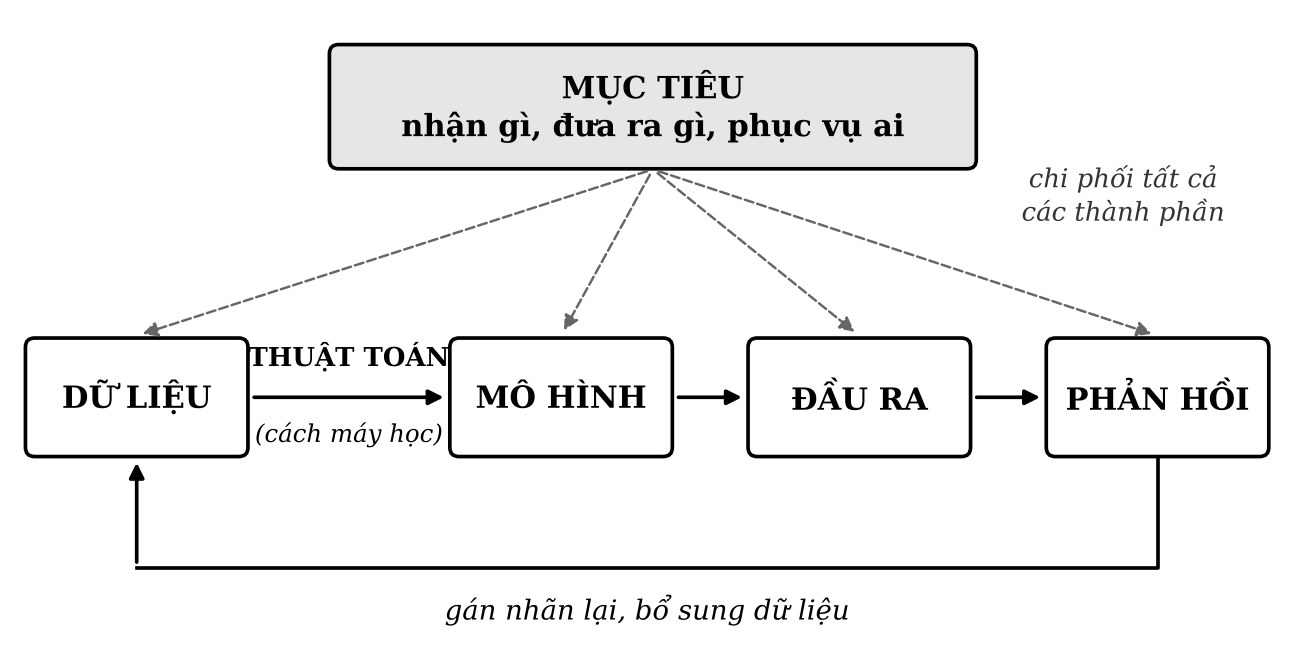 MỤC TIÊU
nhận gì, đưa ra gì, phục vụ ai
chi phối tất cả
các thành phần
DỮ LIỆU
THUẬT TOÁN
(cách máy học)
MÔ HÌNH
ĐẦU RA
PHẢN HỒI
gán nhãn lại, bổ sung dữ liệu